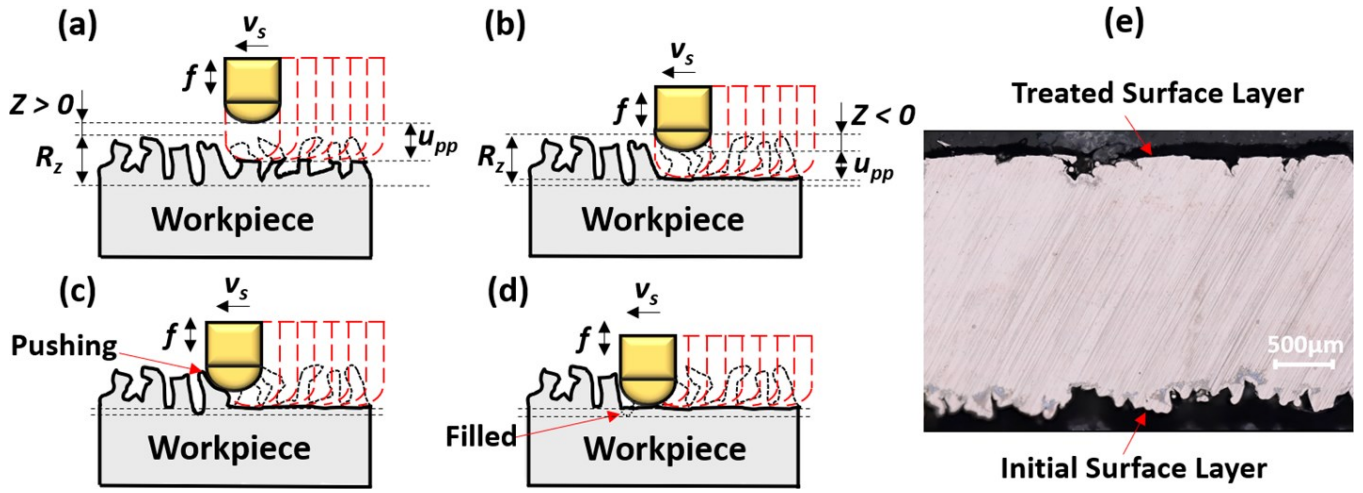 (a)
v_s
f
Z > 0
R_z
u_pp
Workpiece
(b)
v_s
f
Z < 0
R_z
u_pp
Workpiece
(c)
v_s
f
Pushing
Workpiece
(d)
v_s
f
Filled
Workpiece
(e)
Treated Surface Layer
500μm
Initial Surface Layer